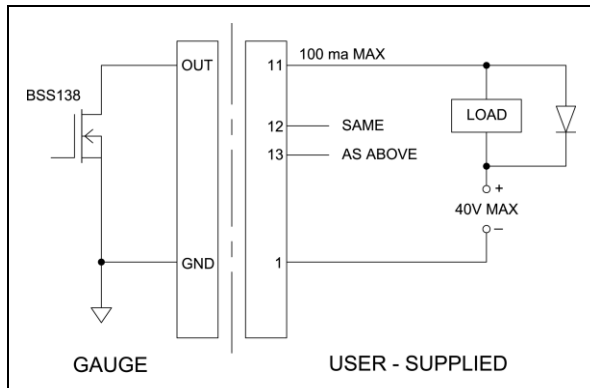 OUT
11
100 ma MAX
BSS138
LOAD
12
SAME
13
AS ABOVE
+
40V MAX
–
GND
1
GAUGE
USER - SUPPLIED